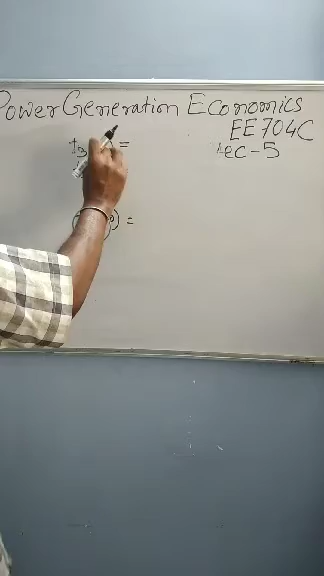 Power Generation Economics
EE704C
Lec-5
=
) =